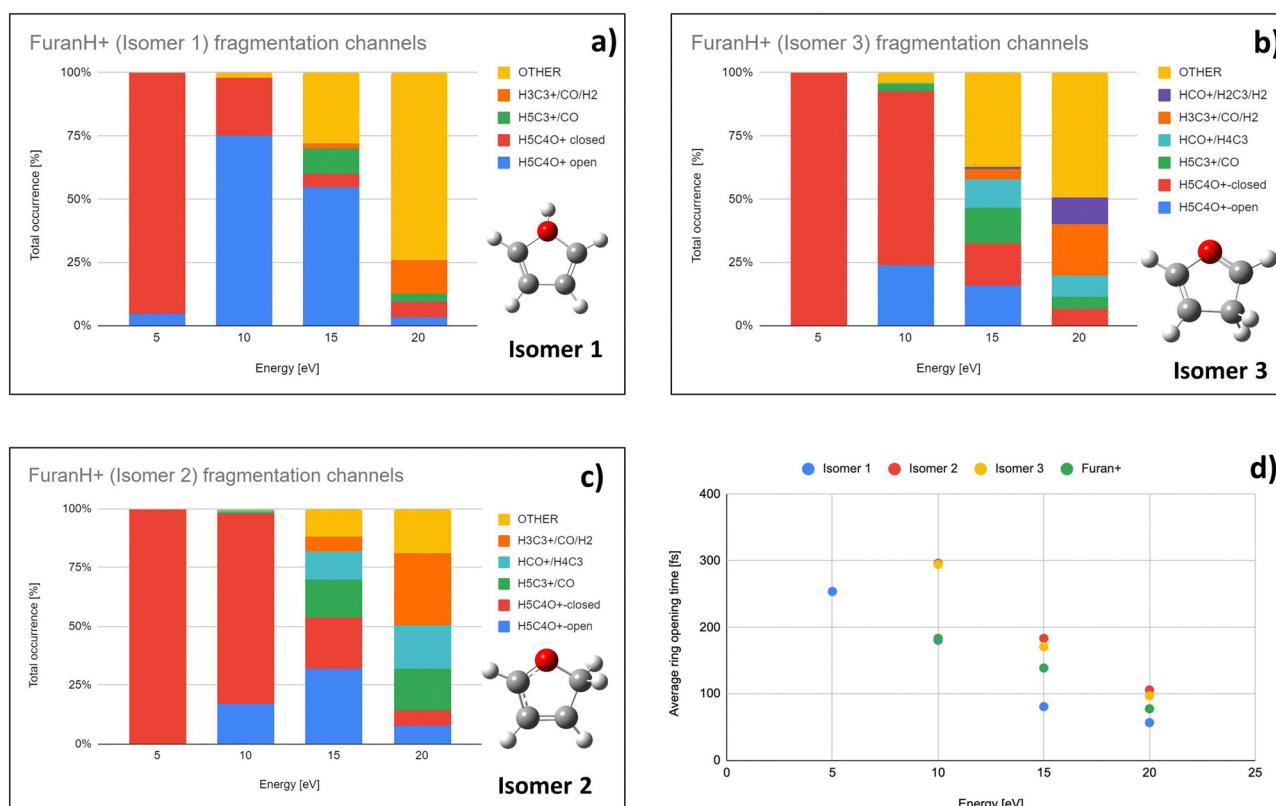 a)
FuranH+ (Isomer 1) fragmentation channels
100%
75%
50%
25%
0%
Total occurrence [%]
5 10 15 20
Energy [eV]
OTHER
H3C3+/CO/H2
H5C3+/CO
H5C4O+ closed
H5C4O+ open
Isomer 1
b)
FuranH+ (Isomer 3) fragmentation channels
100%
75%
50%
25%
0%
Total occurrence [%]
5 10 15 20
Energy [eV]
OTHER
HCO+/H2C3/H2
H3C3+/CO/H2
HCO+/H4C3
H5C3+/CO
H5C4O+-closed
H5C4O+-open
Isomer 3
c)
FuranH+ (Isomer 2) fragmentation channels
100%
75%
50%
25%
0%
Total occurrence [%]
5 10 15 20
Energy [eV]
OTHER
H3C3+/CO/H2
HCO+/H4C3
H5C3+/CO
H5C4O+-closed
H5C4O+-open
Isomer 2
d)
Isomer 1 Isomer 2 Isomer 3 Furan+
400
300
200
100
0
Average ring opening time [fs]
0 5 10 15 20 25
Energy [eV]